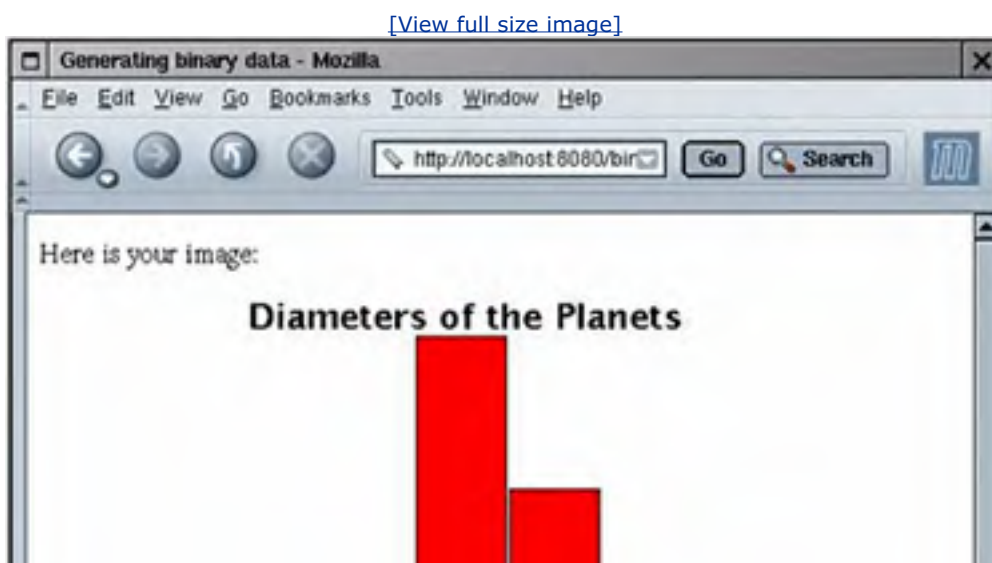 [View full size image]
Generating binary data - Mozilla
File Edit View Go Bookmarks Tools Window Help
http://localhost:8080/bin Go Search
Here is your image:
Diameters of the Planets